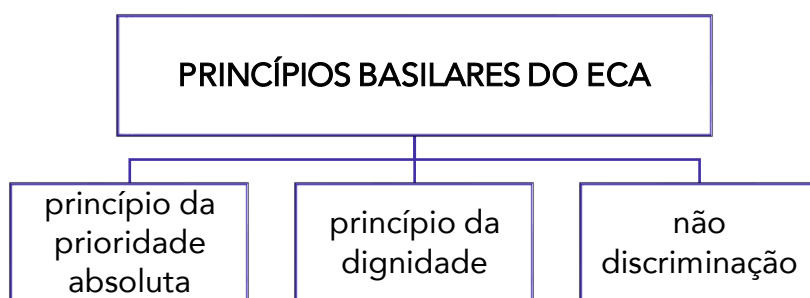 PRINCÍPIOS BASILARES DO ECA
princípio da
prioridade
absoluta
princípio da
dignidade
não
discriminação